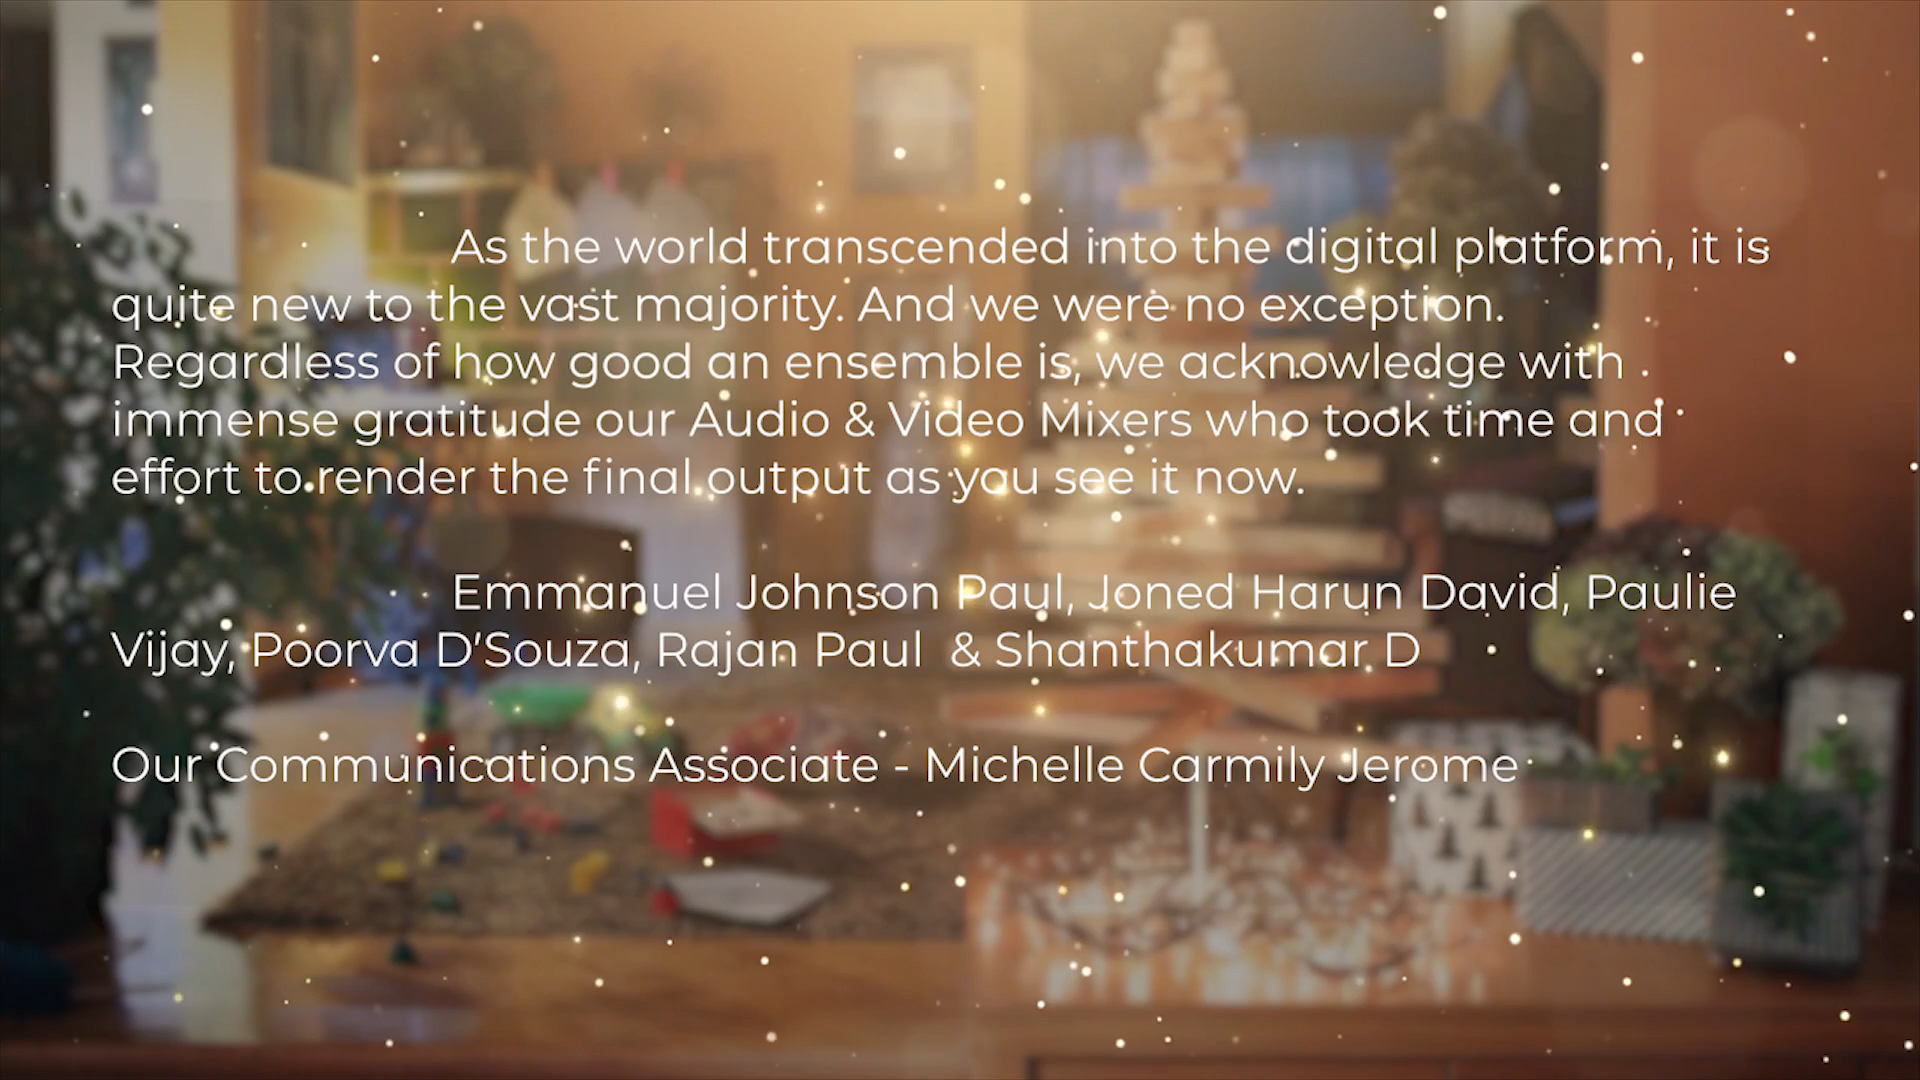 As the world transcended into the digital platform, it is
quite new to the vast majority. And we were no exception.
Regardless of how good an ensemble is, we acknowledge with
immense gratitude our Audio & Video Mixers who took time and
effort to render the final output as you see it now.
Emmanuel Johnson Paul, Joned Harun David, Paulie
Vijay, Poorva D'Souza, Rajan Paul & Shanthakumar D
Our Communications Associate - Michelle Carmily Jerome